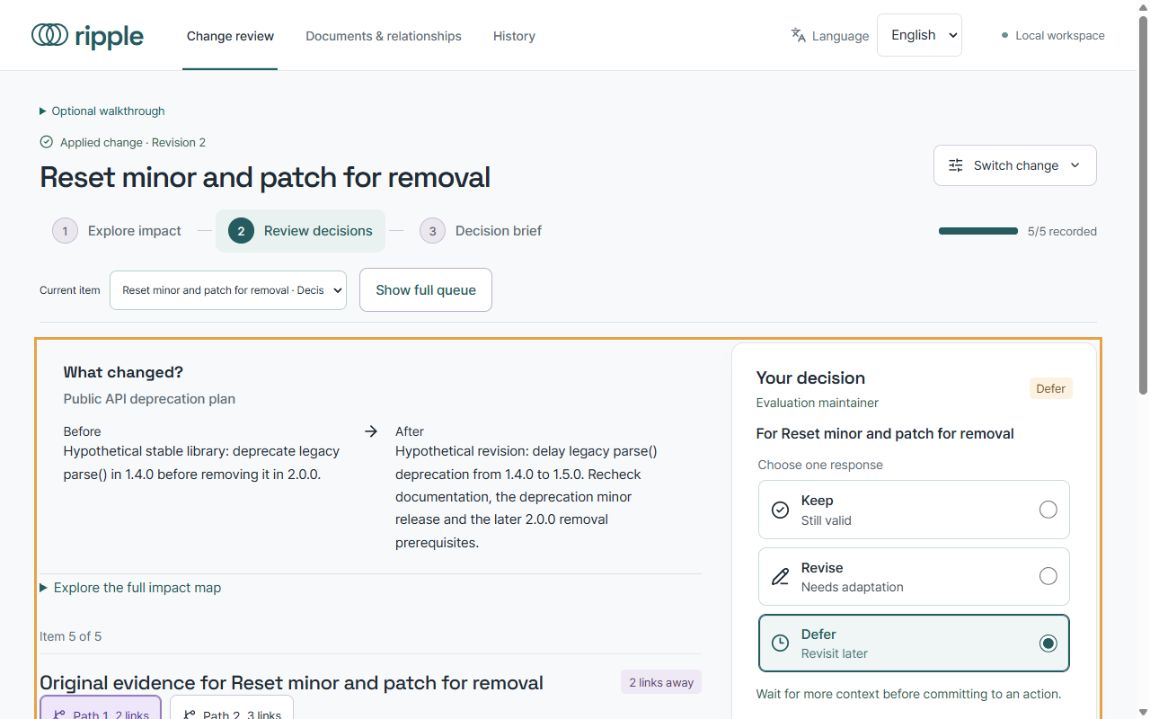 ripple
Change review
Documents & relationships
History
Language
English
Local workspace
Optional walkthrough
Applied change · Revision 2
Reset minor and patch for removal
Switch change
1 Explore impact
2 Review decisions
3 Decision brief
5/5 recorded
Current item
Reset minor and patch for removal · Decis
Show full queue
What changed?
Public API deprecation plan
Before
Hypothetical stable library: deprecate legacy
parse() in 1.4.0 before removing it in 2.0.0.
After
Hypothetical revision: delay legacy parse()
deprecation from 1.4.0 to 1.5.0. Recheck
documentation, the deprecation minor
release and the later 2.0.0 removal
prerequisites.
Explore the full impact map
Item 5 of 5
Original evidence for Reset minor and patch for removal
2 links away
Path 1, 2 links
Path 2, 3 links
Your decision
Defer
Evaluation maintainer
For Reset minor and patch for removal
Choose one response
Keep
Still valid
Revise
Needs adaptation
Defer
Revisit later
Wait for more context before committing to an action.